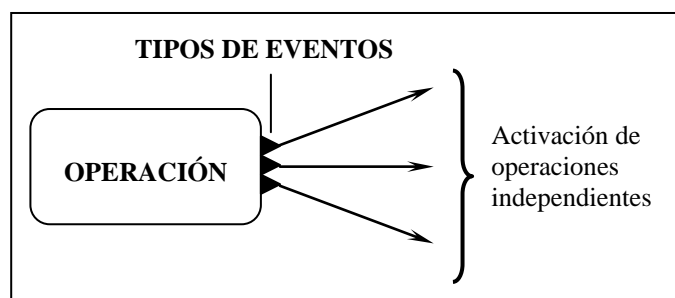 TIPOS DE EVENTOS
OPERACIÓN
Activación de
operaciones
independientes